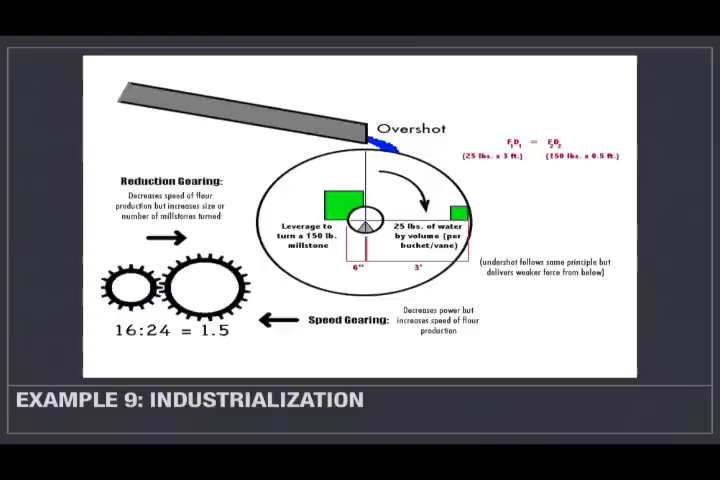 Overshot
F1D1 = F2D2
(25 lbs. x 3 ft.) (150 lbs. x 0.5 ft.)
Reduction Gearing:
Decreases speed of flour
production but increases size or
number of millstones turned
Leverage to
turn a 150 lb.
millstone
25 lbs. of water
by volume (per
bucket/vane)
6" 3'
(undershot follows same principle but
delivers weaker force from below)
16:24 = 1.5
Speed Gearing:
Decreases power but
increases speed of flour
production
EXAMPLE 9: INDUSTRIALIZATION